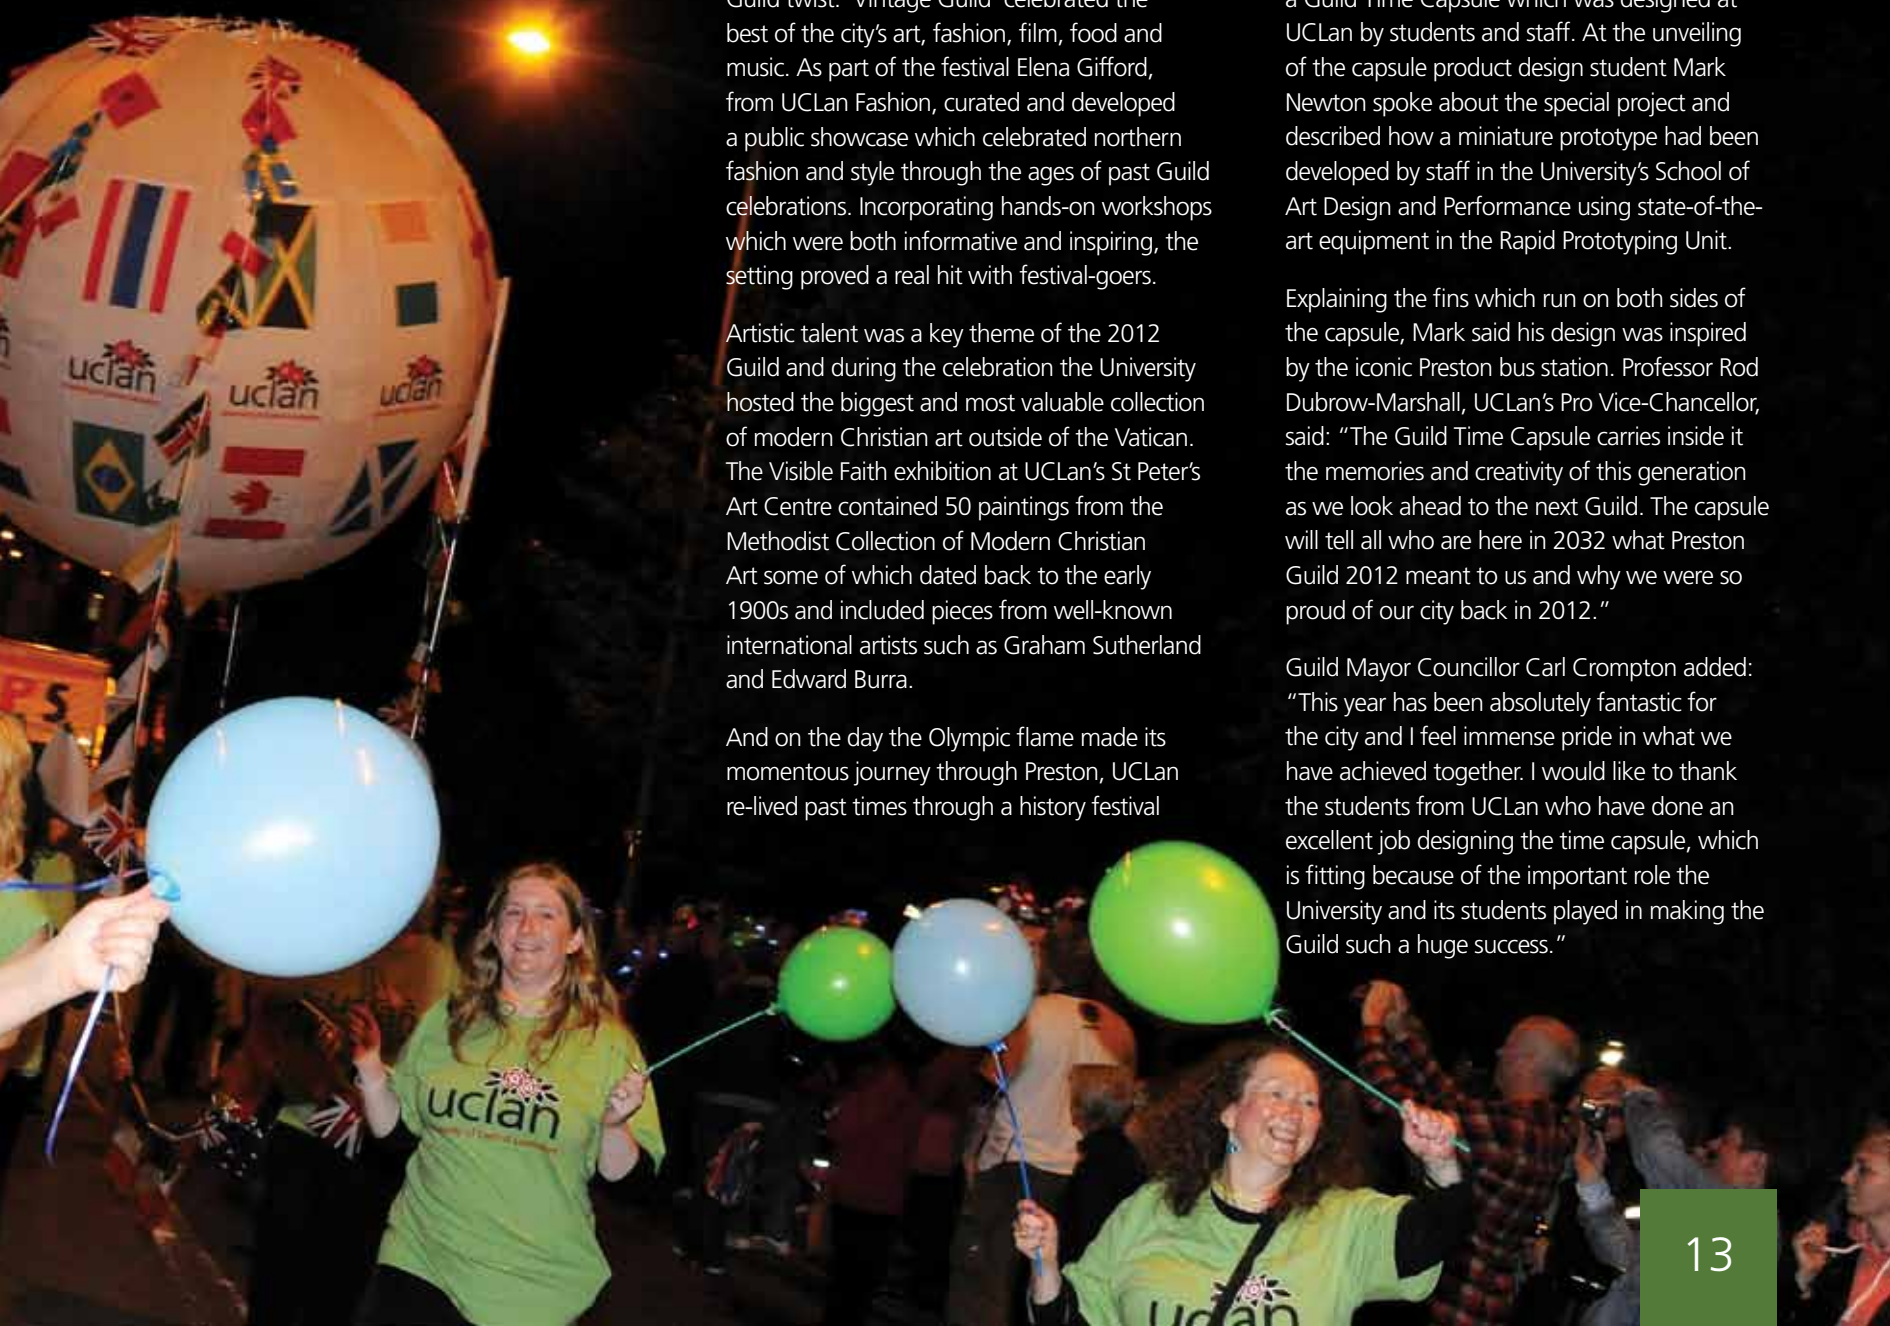 Guild twist. "Vintage Guild" celebrated the
best of the city's art, fashion, film, food and
music. As part of the festival Elena Gifford,
from UCLan Fashion, curated and developed
a public showcase which celebrated northern
fashion and style through the ages of past Guild
celebrations. Incorporating hands-on workshops
which were both informative and inspiring, the
setting proved a real hit with festival-goers.
Artistic talent was a key theme of the 2012
Guild and during the celebration the University
hosted the biggest and most valuable collection
of modern Christian art outside of the Vatican.
The Visible Faith exhibition at UCLan's St Peter's
Art Centre contained 50 paintings from the
Methodist Collection of Modern Christian
Art some of which dated back to the early
1900s and included pieces from well-known
international artists such as Graham Sutherland
and Edward Burra.
And on the day the Olympic flame made its
momentous journey through Preston, UCLan
re-lived past times through a history festival
a Guild Time Capsule which was designed at
UCLan by students and staff. At the unveiling
of the capsule product design student Mark
Newton spoke about the special project and
described how a miniature prototype had been
developed by staff in the University's School of
Art Design and Performance using state-of-the-
art equipment in the Rapid Prototyping Unit.
Explaining the fins which run on both sides of
the capsule, Mark said his design was inspired
by the iconic Preston bus station. Professor Rod
Dubrow-Marshall, UCLan's Pro Vice-Chancellor,
said: "The Guild Time Capsule carries inside it
the memories and creativity of this generation
as we look ahead to the next Guild. The capsule
will tell all who are here in 2032 what Preston
Guild 2012 meant to us and why we were so
proud of our city back in 2012."
Guild Mayor Councillor Carl Crompton added:
"This year has been absolutely fantastic for
the city and I feel immense pride in what we
have achieved together. I would like to thank
the students from UCLan who have done an
excellent job designing the time capsule, which
is fitting because of the important role the
University and its students played in making the
Guild such a huge success."
uclan
uclan
uclan
PS
uclan
uclan
13